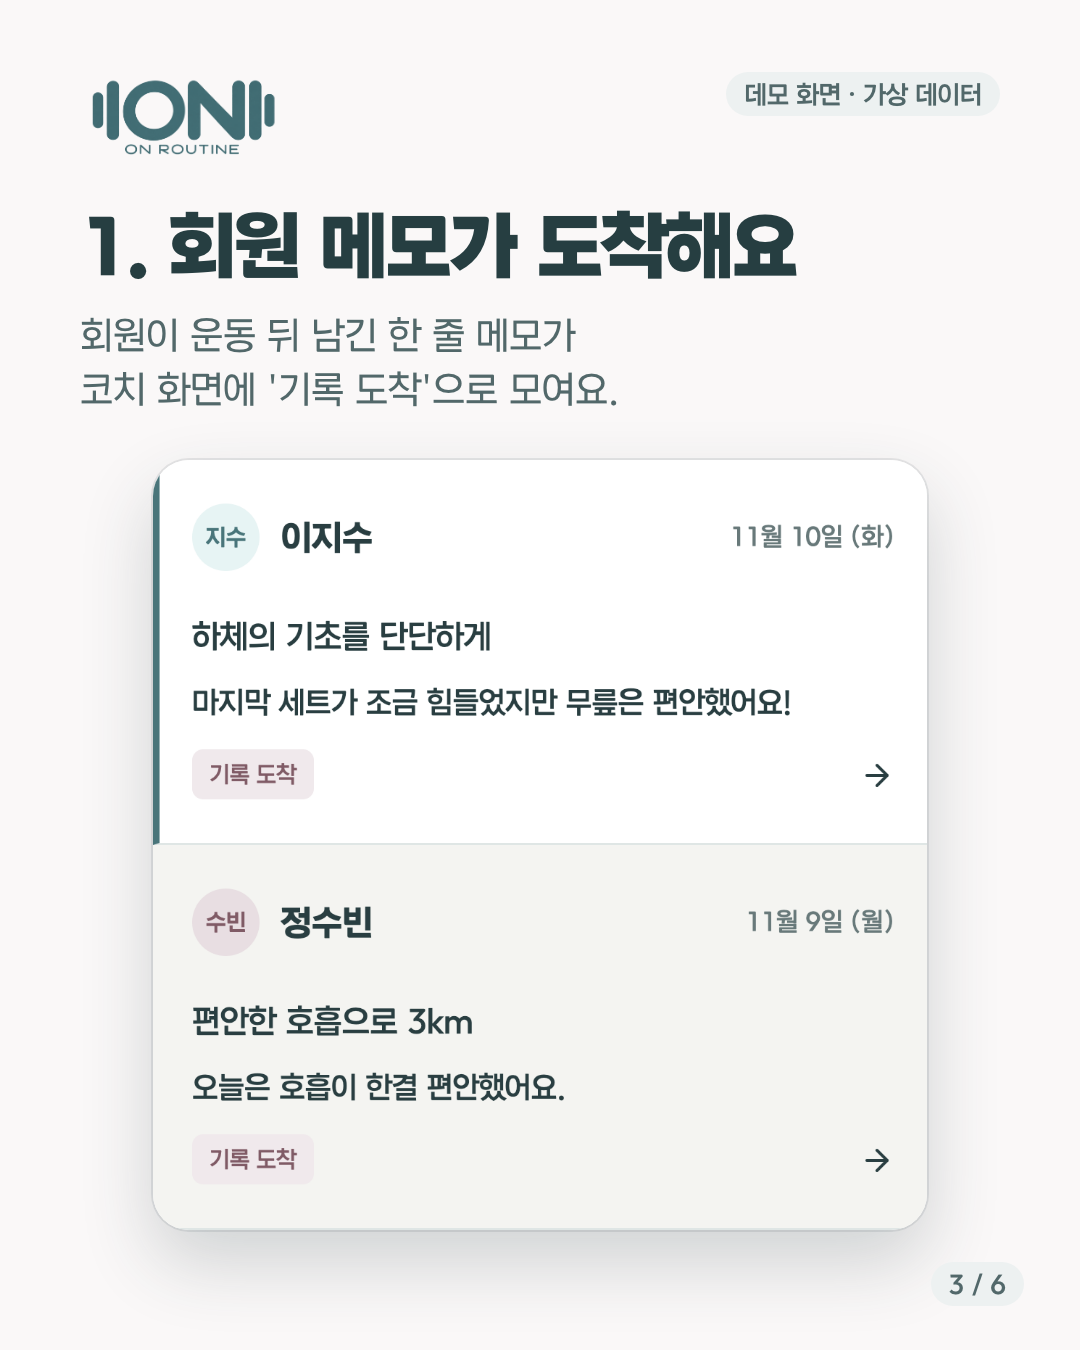 ION
ON ROUTINE
데모 화면 · 가상 데이터
1. 회원 메모가 도착해요
회원이 운동 뒤 남긴 한 줄 메모가
코치 화면에 '기록 도착'으로 모여요.
지수
이지수
11월 10일 (화)
하체의 기초를 단단하게
마지막 세트가 조금 힘들었지만 무릎은 편안했어요!
기록 도착
수빈
정수빈
11월 9일 (월)
편안한 호흡으로 3km
오늘은 호흡이 한결 편안했어요.
기록 도착
3 / 6